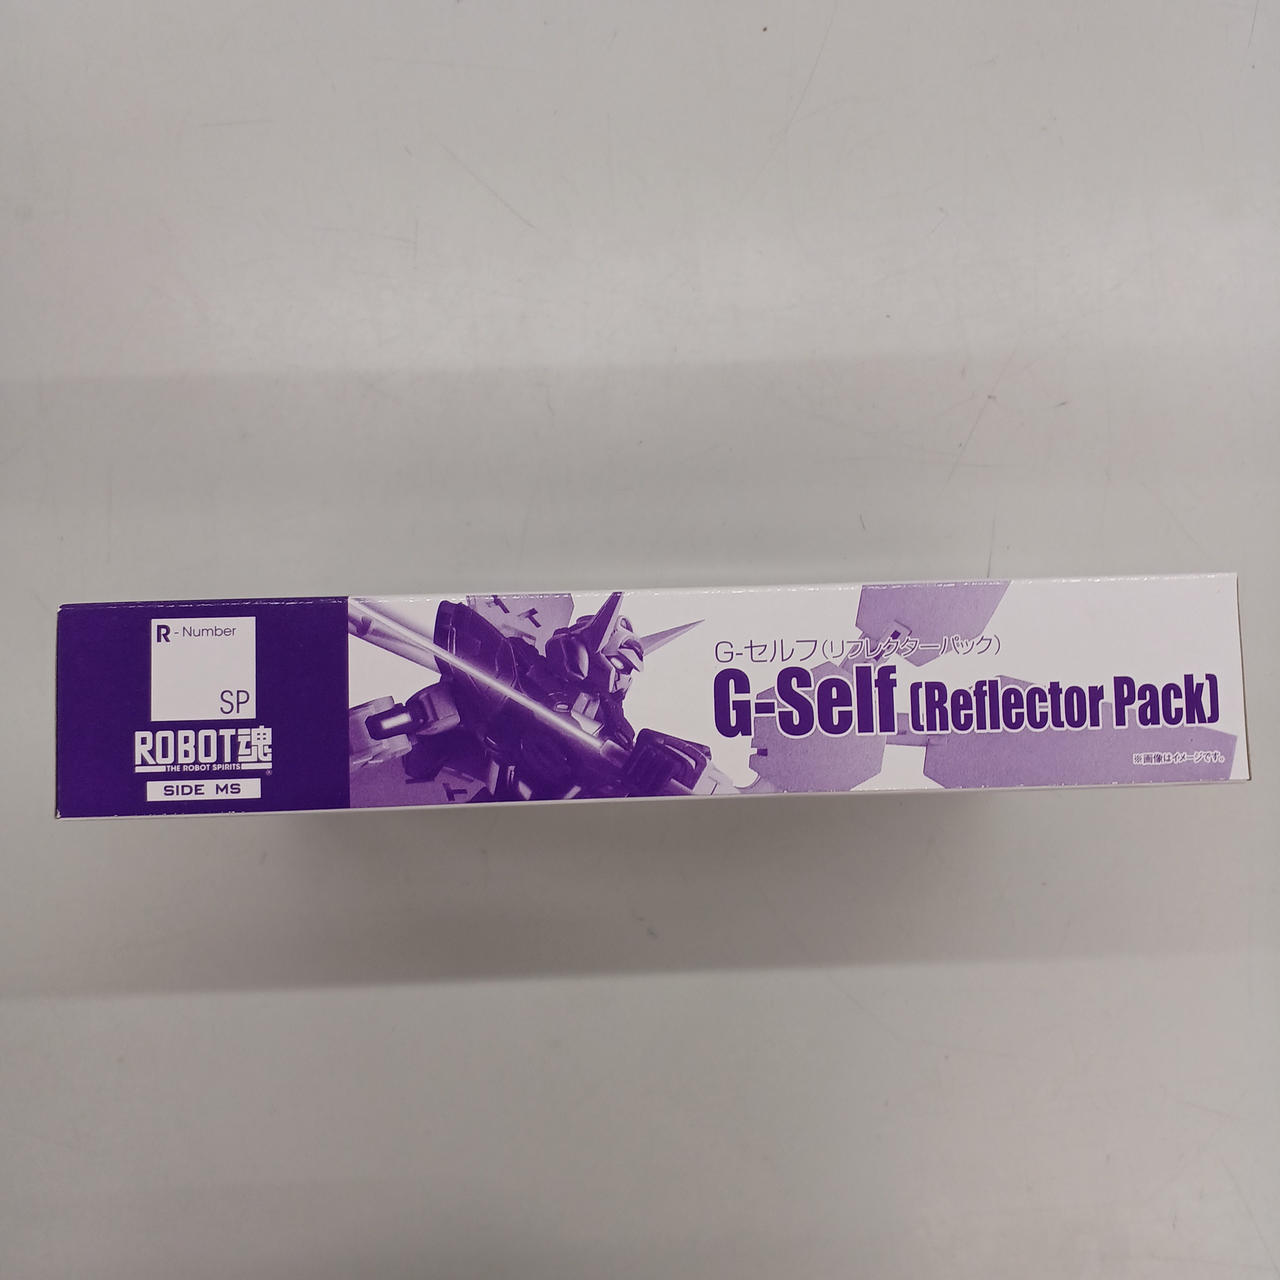 R - Number
SP
ROBOT魂
THE ROBOT SPIRITS
®
SIDE MS
G-セルフ(リフレクターパック)
G-Self (Reflector Pack)
※画像はイメージです。